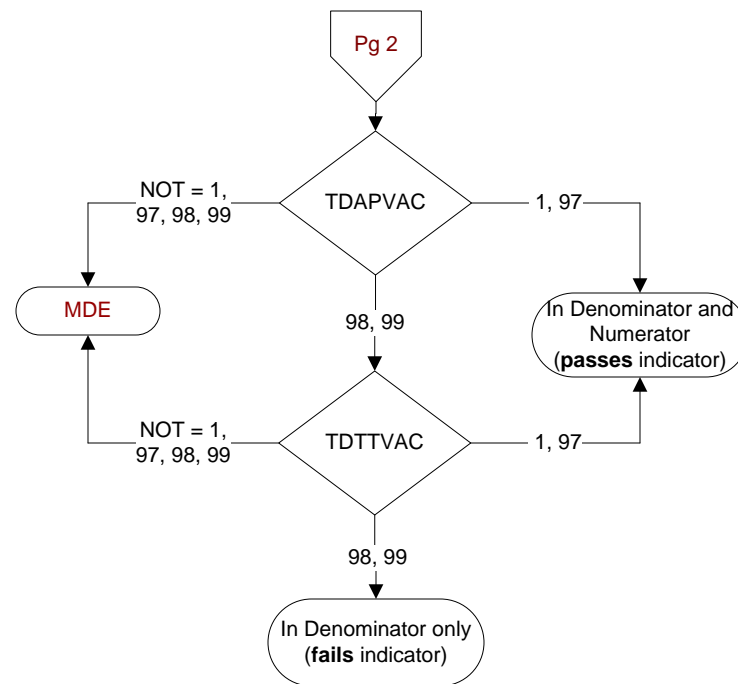 Pg 2
NOT = 1,
97, 98, 99
TDAPVAC
1, 97
MDE
98, 99
In Denominator and
Numerator
(passes indicator)
NOT = 1,
97, 98, 99
TDTTVAC
1, 97
98, 99
In Denominator only
(fails indicator)